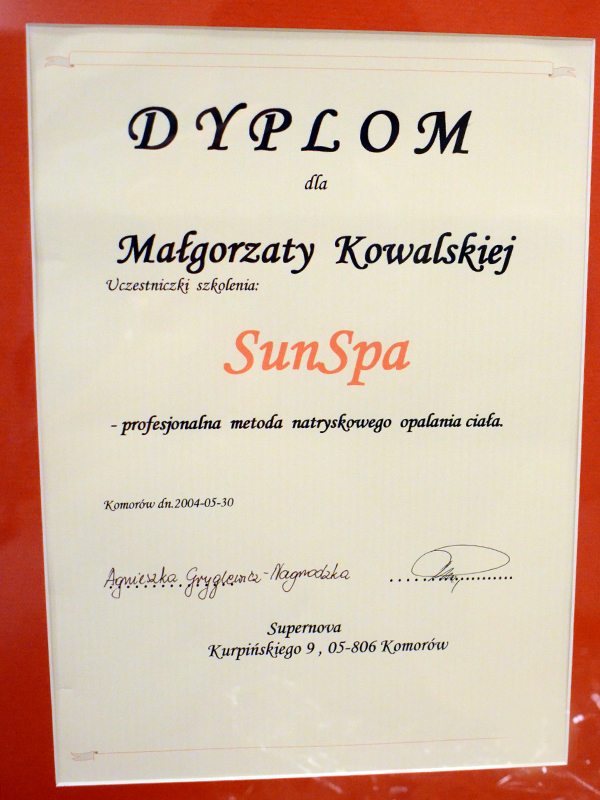 DYPLOM
dla
Małgorzaty Kowalskiej
Uczestniczki szkolenia:
SunSpa
- profesjonalna metoda natryskowego opalania ciała.
Komorów dn.2004-05-30
Agnieszka Gryglewicz-Nagrodzka
Supernova
Kurpińskiego 9 , 05-806 Komorów